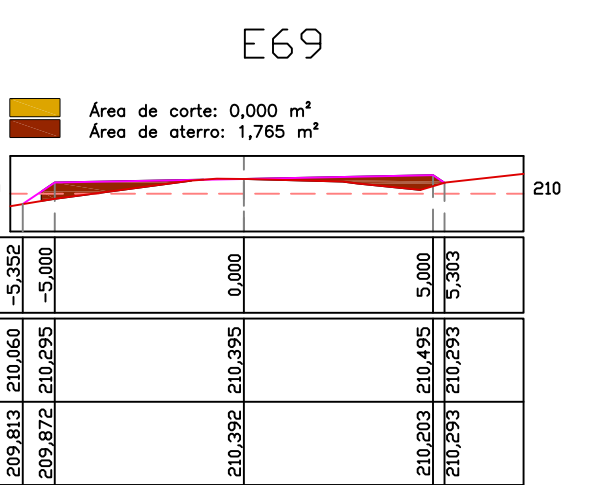 E69
Área de corte: 0,000 m²
Área de aterro: 1,765 m²
210
-5,352 -5,000 0,000 5,000 5,303
210,060 210,295 210,395 210,495 210,293
209,813 209,872 210,392 210,203 210,293